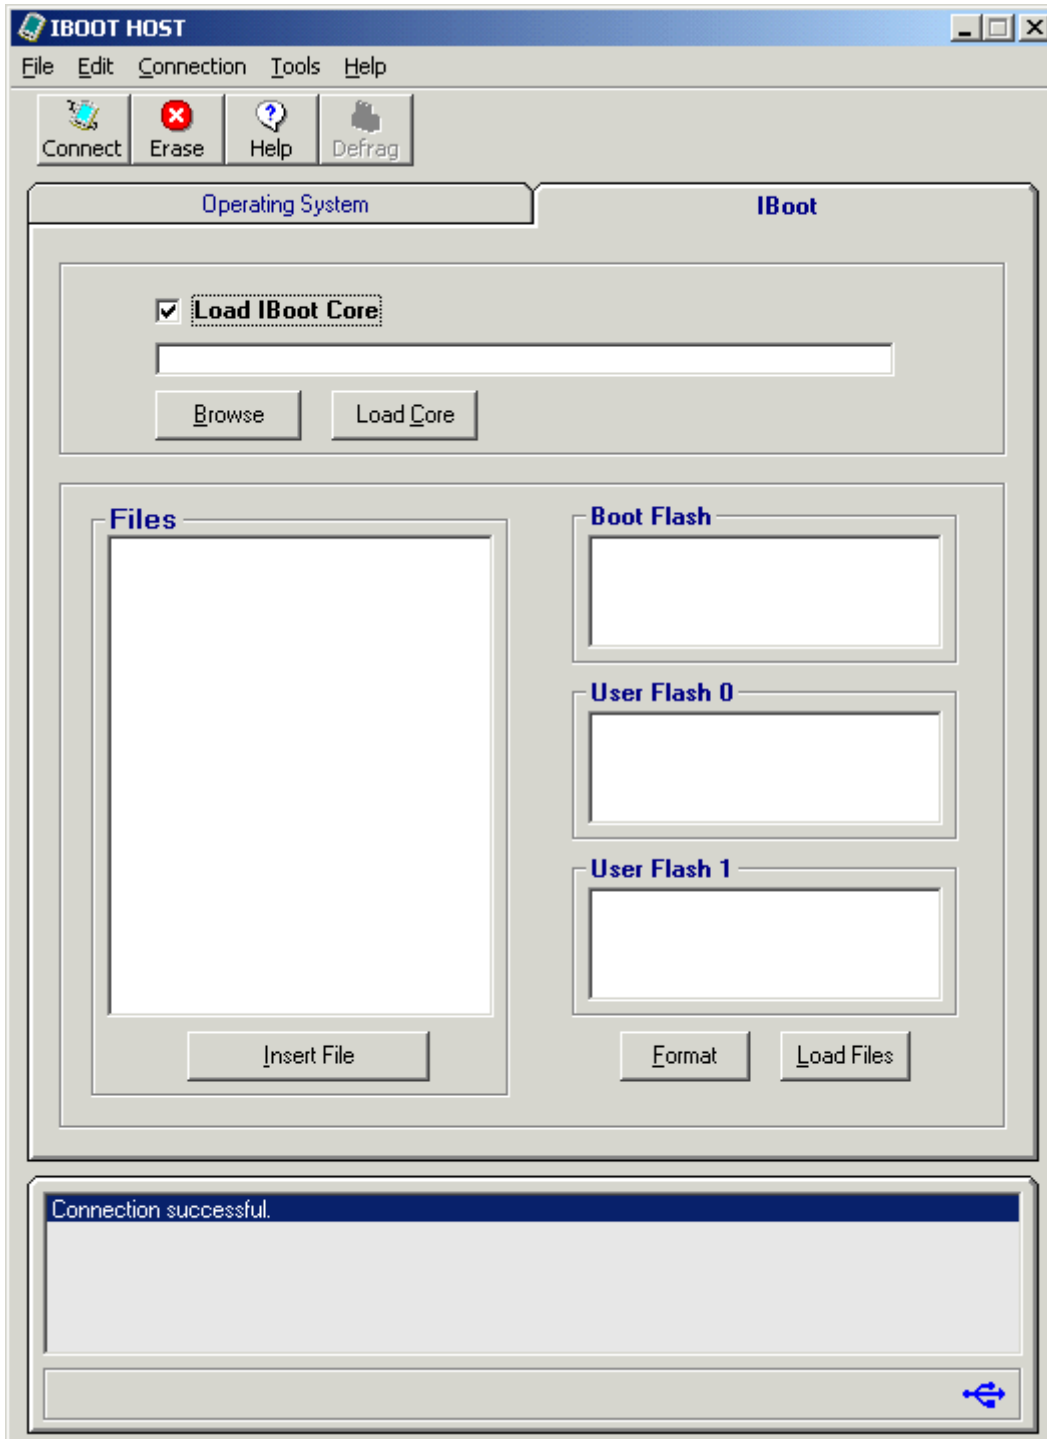 IBOOT HOST
File Edit Connection Tools Help
Connect Erase Help Defrag
Operating System IBoot
Load IBoot Core
Browse Load Core
Files
Boot Flash
User Flash 0
User Flash 1
Insert File Format Load Files
Connection successful.